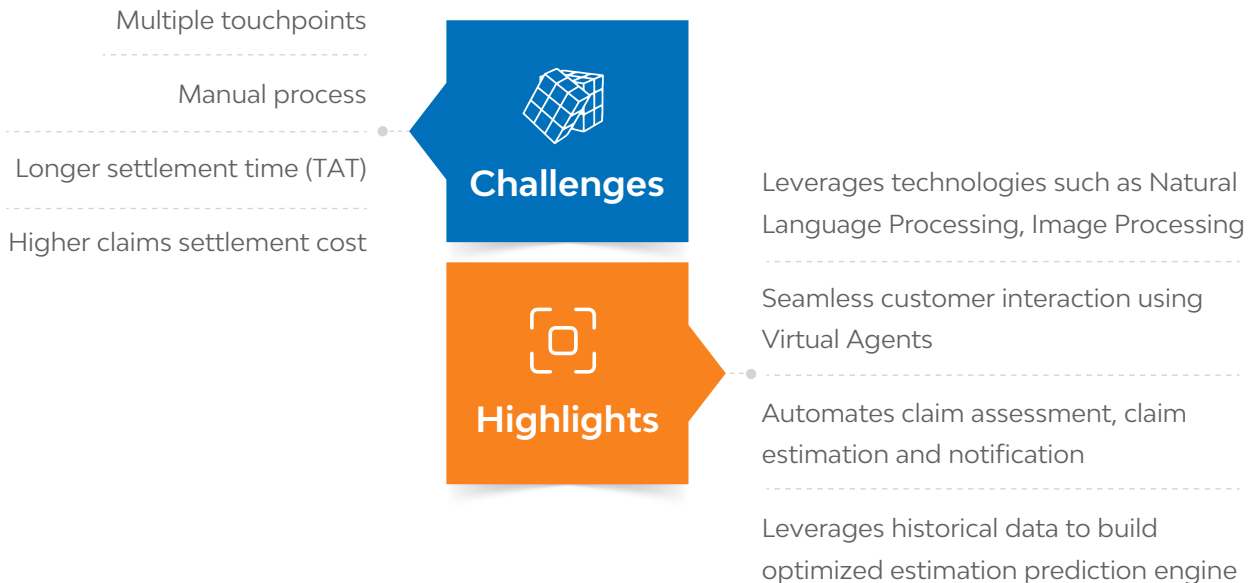 Multiple touchpoints
Manual process
Longer settlement time (TAT)
Higher claims settlement cost
Challenges
Highlights
Leverages technologies such as Natural
Language Processing, Image Processing
Seamless customer interaction using
Virtual Agents
Automates claim assessment, claim
estimation and notification
Leverages historical data to build
optimized estimation prediction engine